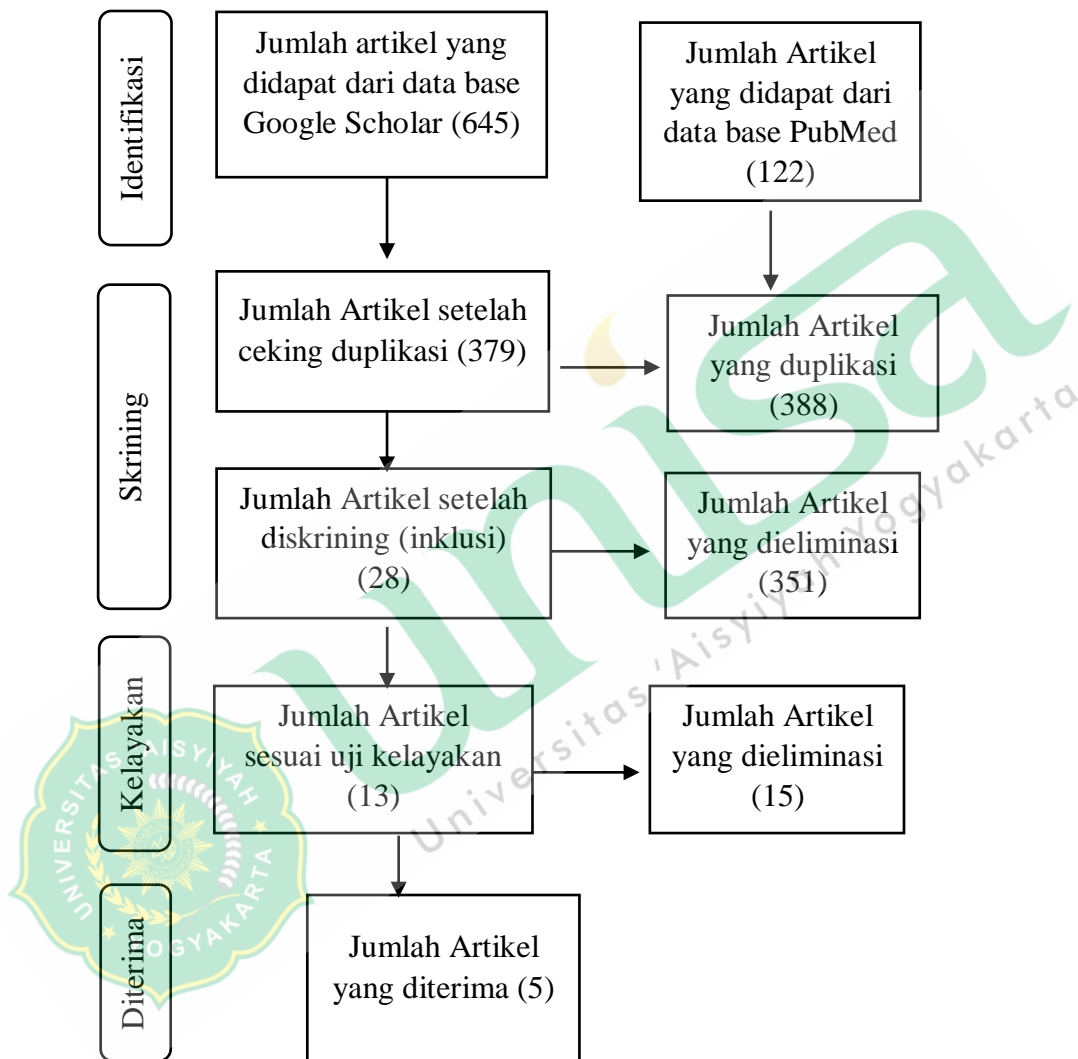 Identifikasi
Jumlah artikel yang
didapat dari data base
Google Scholar (645)
Jumlah Artikel
yang didapat dari
data base PubMed
(122)
Skrining
Jumlah Artikel setelah
ceking duplikasi (379)
Jumlah Artikel
yang duplikasi
(388)
Jumlah Artikel setelah
diskrining (inklusi)
(28)
Jumlah Artikel
yang dieliminasi
(351)
Kelayakan
Jumlah Artikel
sesuai uji kelayakan
(13)
Jumlah Artikel
yang dieliminasi
(15)
Diterima
Jumlah Artikel
yang diterima (5)
unisa
Universitas 'Aisyiyah Yogyakarta
UNIVERSITAS 'AISYIYAH
YOGYAKARTA